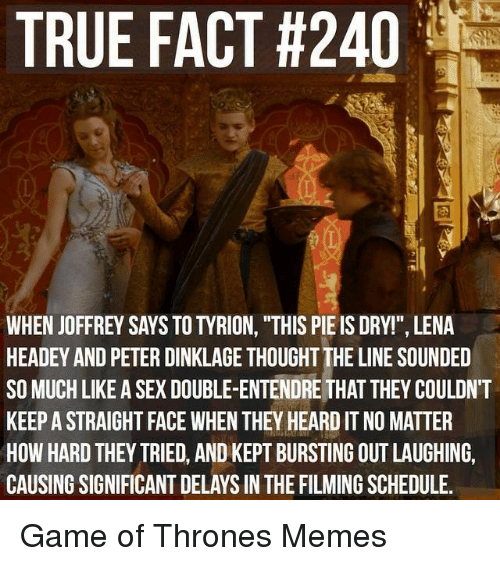 TRUE FACT #240
WHEN JOFFREY SAYS TO TYRION, "THIS PIE IS DRY!", LENA
HEADEY AND PETER DINKLAGE THOUGHT THE LINE SOUNDED
SO MUCH LIKE A SEX DOUBLE-ENTENDRE THAT THEY COULDN'T
KEEP A STRAIGHT FACE WHEN THEY HEARD IT NO MATTER
HOW HARD THEY TRIED, AND KEPT BURSTING OUT LAUGHING,
CAUSING SIGNIFICANT DELAYS IN THE FILMING SCHEDULE.
Game of Thrones Memes